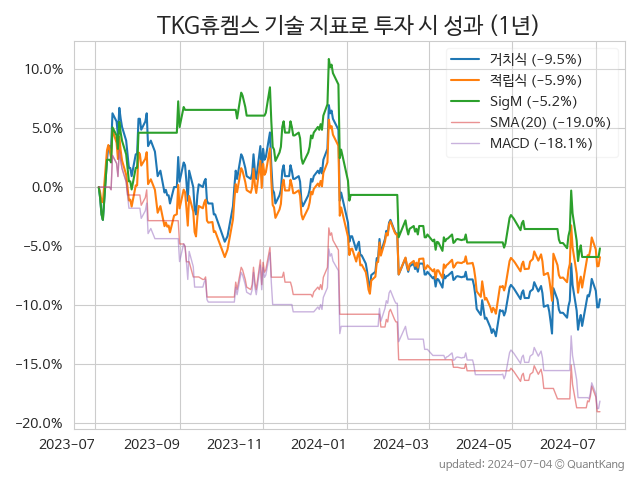 TKG휴켐스 기술 지표로 투자 시 성과 (1년)
거치식 (−9.5%)
적립식 (−5.9%)
SigM (−5.2%)
SMA(20) (−19.0%)
MACD (−18.1%)
10.0%
5.0%
0.0%
−5.0%
−10.0%
−15.0%
−20.0%
2023-07 2023-09 2023-11 2024-01 2024-03 2024-05 2024-07
updated: 2024-07-04 © QuantKang